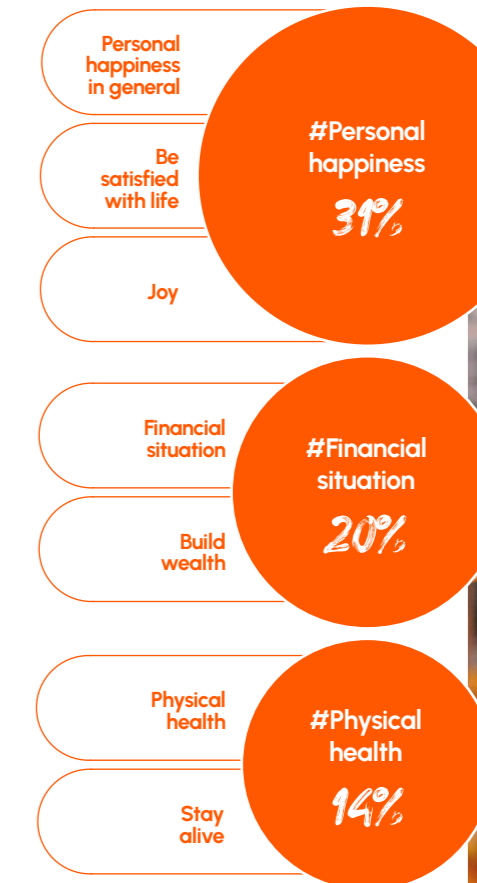 Personal
happiness
in general
Be
satisfied
with life
Joy
#Personal
happiness
31%
Financial
situation
Build
wealth
#Financial
situation
20%
Physical
health
Stay
alive
#Physical
health
14%